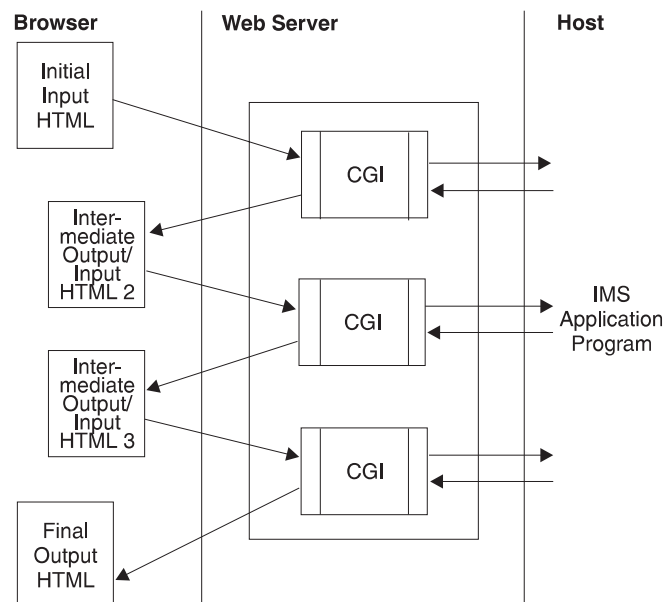 Browser
Web Server
Host
Initial
Input
HTML
CGI
Inter-
mediate
Output/
Input
HTML 2
CGI
IMS
Application
Program
Inter-
mediate
Output/
Input
HTML 3
CGI
Final
Output
HTML